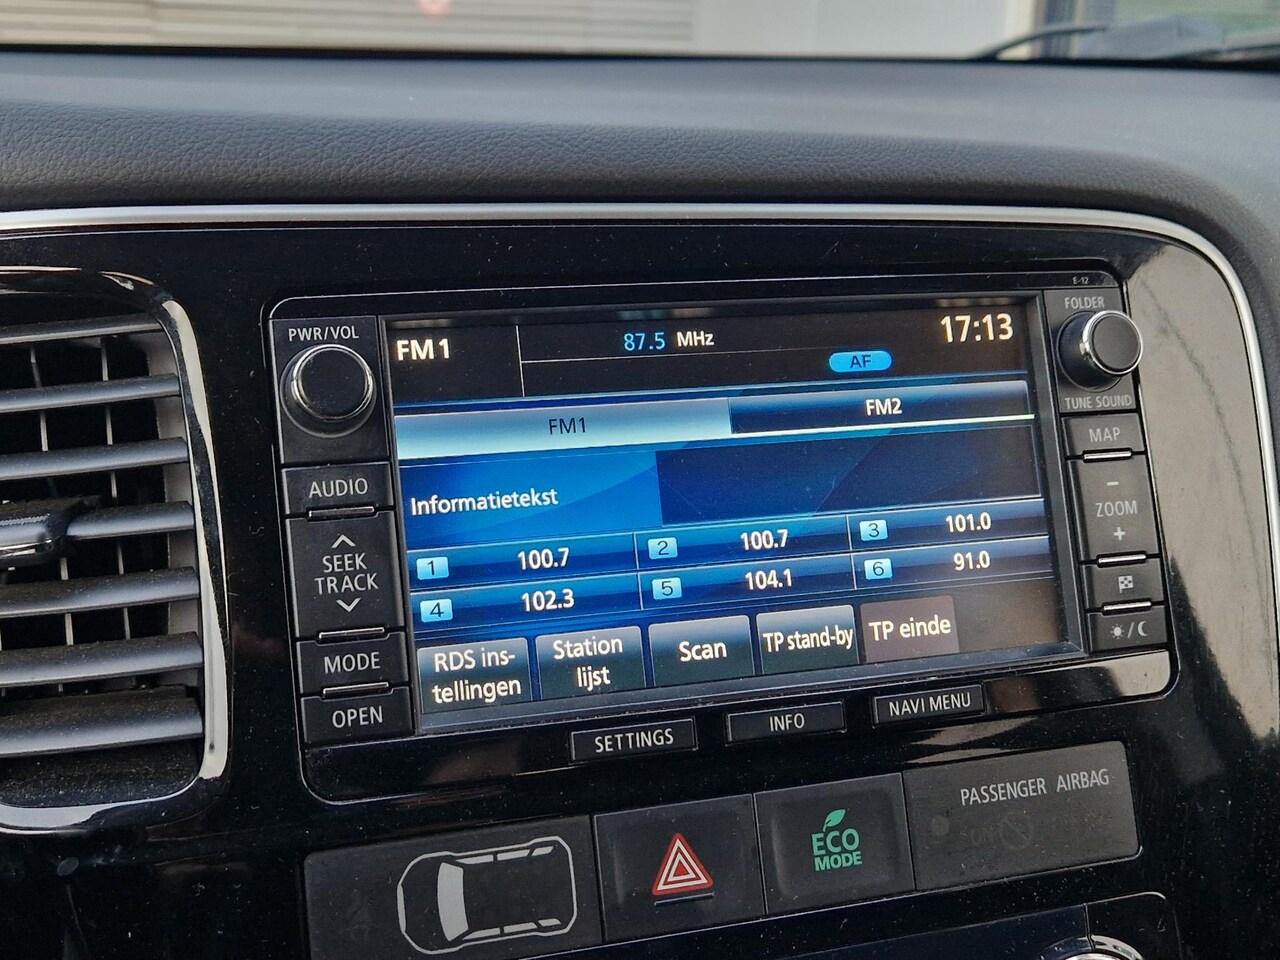 E-12
PWR/VOL
FOLDER
FM1
87.5 MHz
17:13
AF
TUNE SOUND
FM1
FM2
AUDIO
MAP
Informatietekst
- ZOOM +
SEEK
TRACK
1 100.7
2 100.7
3 101.0
4 102.3
5 104.1
6 91.0
MODE
RDS ins-
tellingen
Station
lijst
Scan
TP stand-by
TP einde
OPEN
SETTINGS
INFO
NAVI MENU
PASSENGER AIRBAG
ECO
MODE